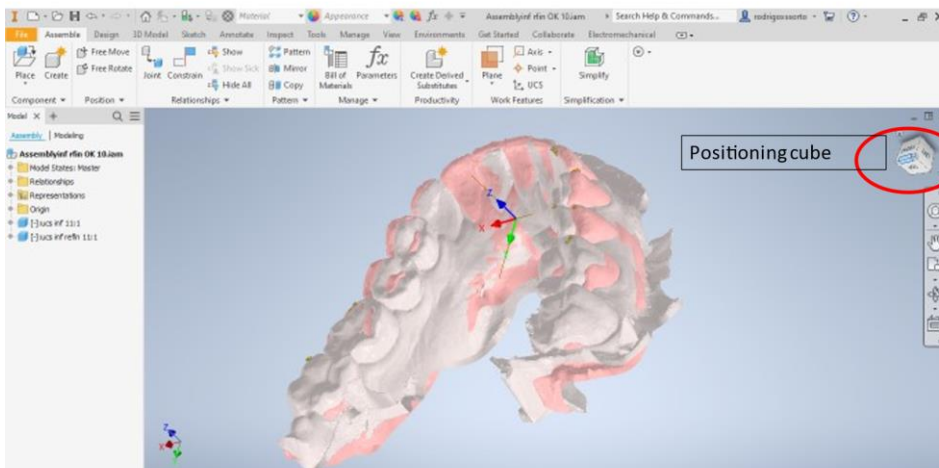 Material
Appearance
Assemblyinf rfin OK 10.iam
Search Help & Commands...
rodrigovssorto
File Assemble Design 3D Model Sketch Annotate Inspect Tools Manage View Environments Get Started Collaborate Electromechanical
Place Create Free Move Free Rotate Joint Constrain Show Show Sick Hide All Pattern Mirror Copy Bill of Materials fx Parameters Create Derived Substitutes Plane Axis Point UCS Simplify
Component Position Relationships Pattern Manage Productivity Work Features Simplification
Model
Assembly | Modeling
Assemblyinf rfin OK 10.iam
Model States: Master
Relationships
Representations
Origin
[-] ucs inf 11:1
[-] ucs inf refin 11:1
Positioning cube
Z
X
Z
X
Y